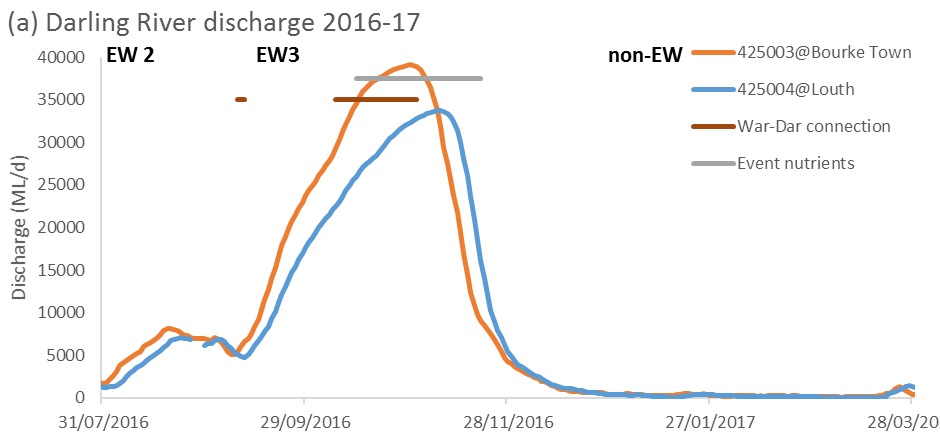 (a) Darling River discharge 2016-17
EW 2
EW3
non-EW
425003@Bourke Town
425004@Louth
War-Dar connection
Event nutrients
Discharge (ML/d)
40000
35000
30000
25000
20000
15000
10000
5000
0
31/07/2016
29/09/2016
28/11/2016
27/01/2017
28/03/20